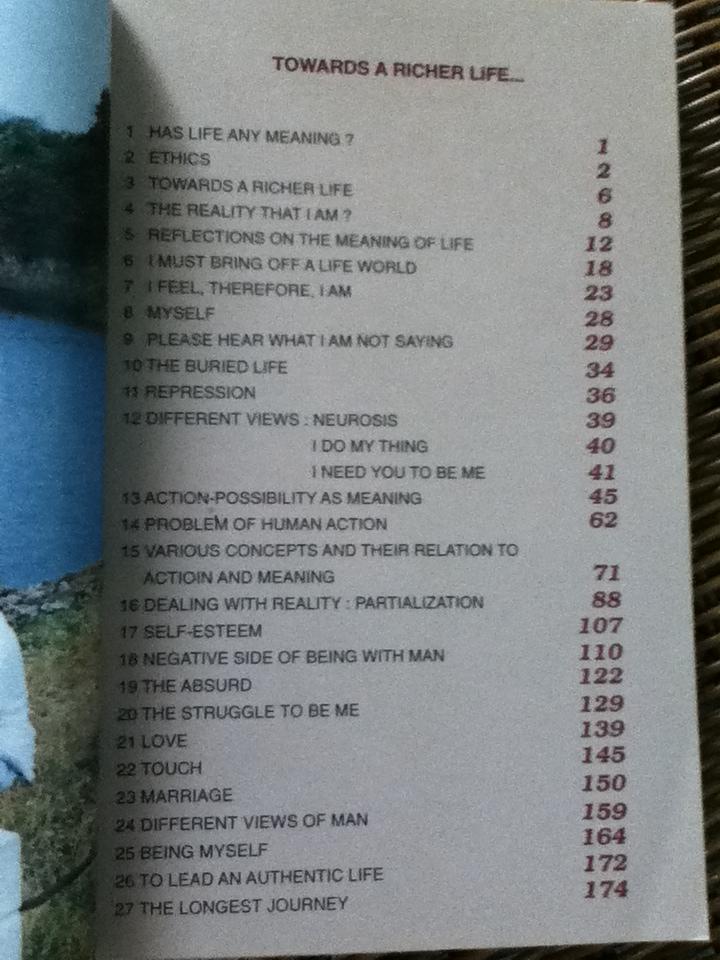 TOWARDS A RICHER LIFE...
1 HAS LIFE ANY MEANING ? 1
2 ETHICS 2
3 TOWARDS A RICHER LIFE 6
4 THE REALITY THAT I AM ? 8
5 REFLECTIONS ON THE MEANING OF LIFE 12
6 I MUST BRING OFF A LIFE WORLD 18
7 I FEEL, THEREFORE, I AM 23
8 MYSELF 28
9 PLEASE HEAR WHAT I AM NOT SAYING 29
10 THE BURIED LIFE 34
11 REPRESSION 36
12 DIFFERENT VIEWS : NEUROSIS 39
I DO MY THING 40
I NEED YOU TO BE ME 41
13 ACTION-POSSIBILITY AS MEANING 45
14 PROBLEM OF HUMAN ACTION 62
15 VARIOUS CONCEPTS AND THEIR RELATION TO
ACTIOIN AND MEANING 71
16 DEALING WITH REALITY : PARTIALIZATION 88
17 SELF-ESTEEM 107
18 NEGATIVE SIDE OF BEING WITH MAN 110
19 THE ABSURD 122
20 THE STRUGGLE TO BE ME 129
21 LOVE 139
22 TOUCH 145
23 MARRIAGE 150
24 DIFFERENT VIEWS OF MAN 159
25 BEING MYSELF 164
26 TO LEAD AN AUTHENTIC LIFE 172
27 THE LONGEST JOURNEY 174